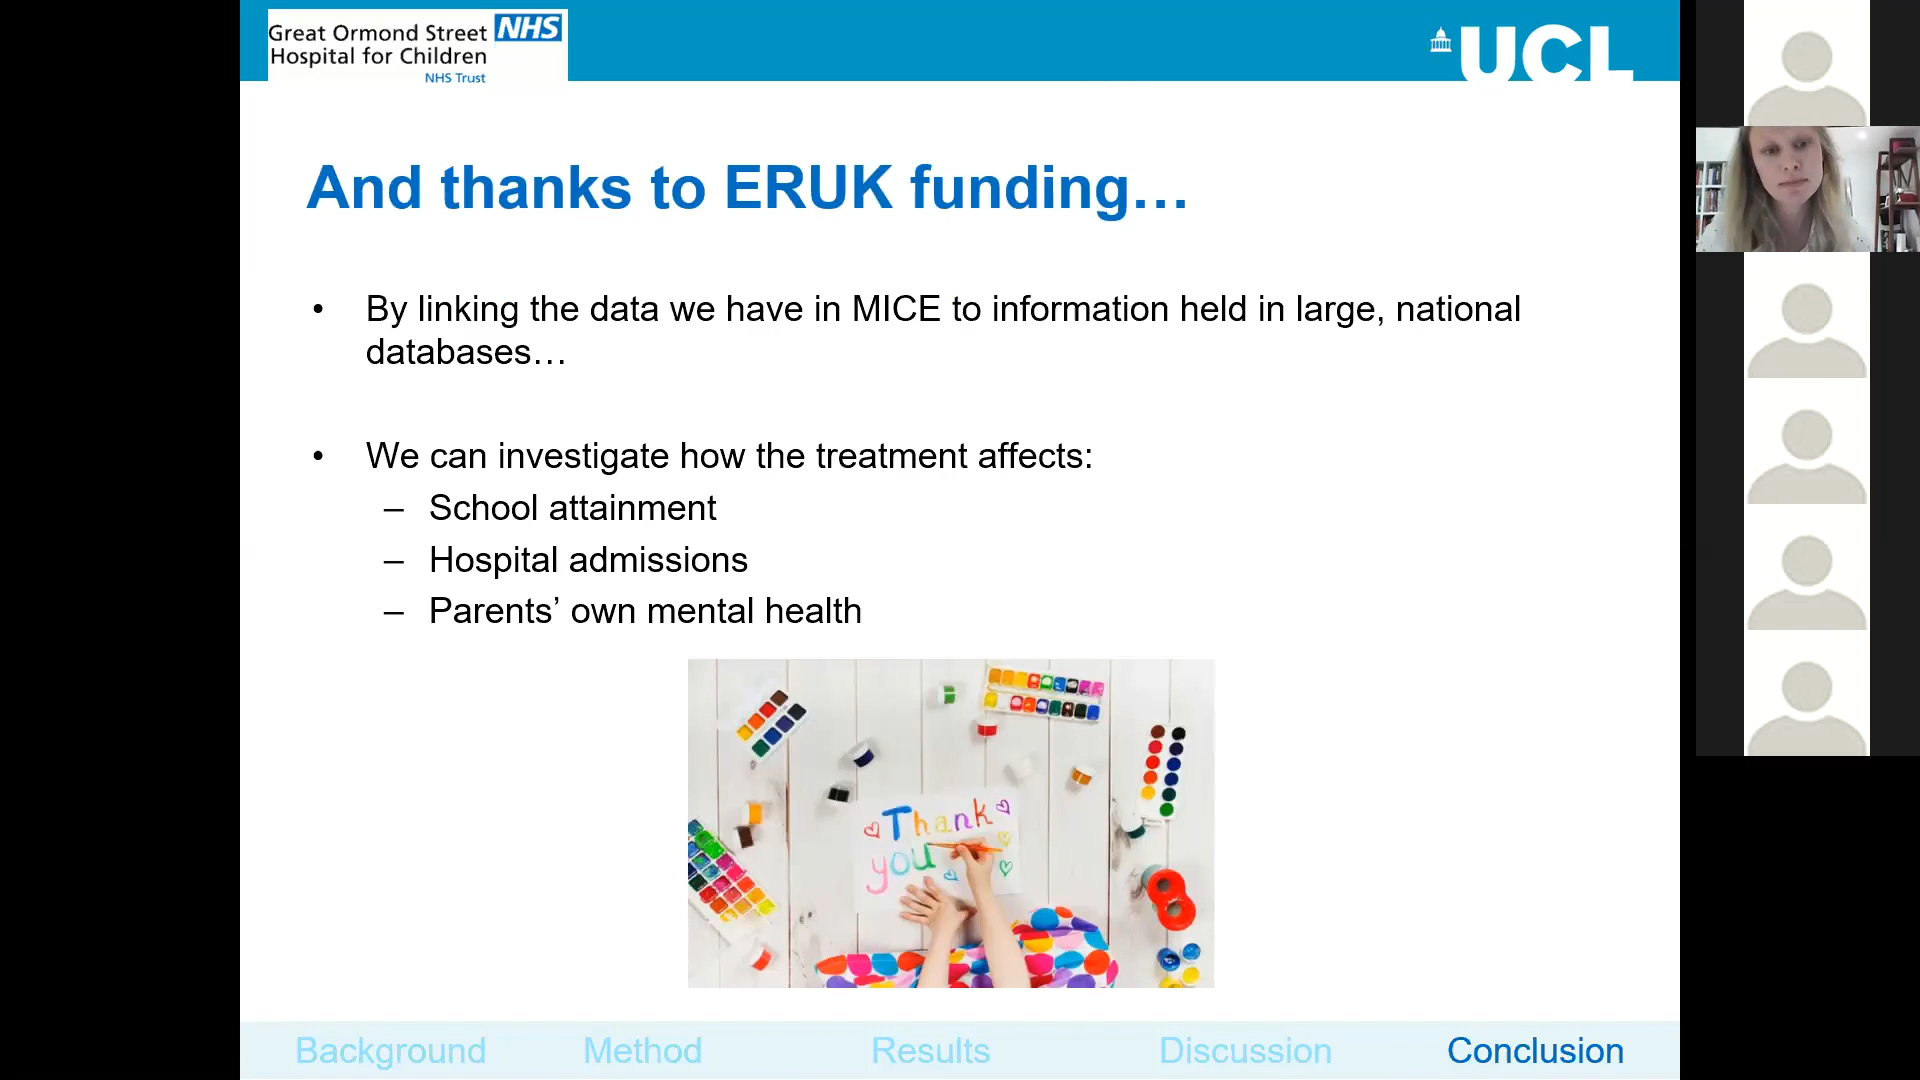 Great Ormond Street NHS
Hospital for Children
NHS Trust
UCL
And thanks to ERUK funding…
• By linking the data we have in MICE to information held in large, national
databases…
• We can investigate how the treatment affects:
– School attainment
– Hospital admissions
– Parents’ own mental health
Thank
you
Background Method Results Discussion Conclusion